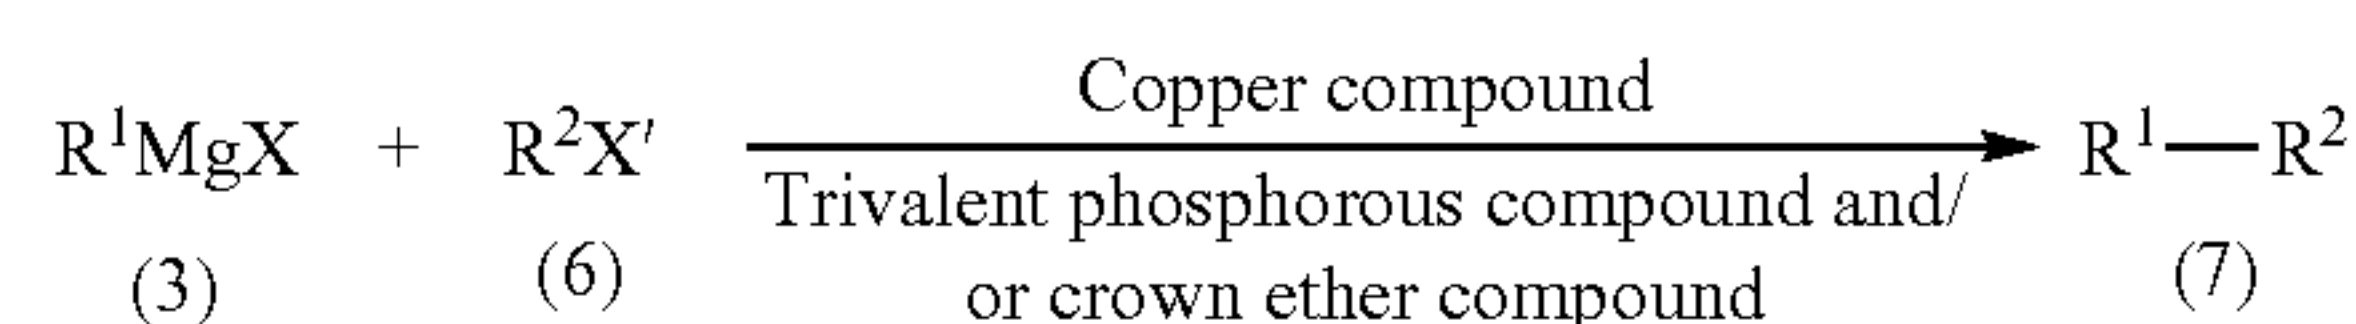 Copper compound
R¹MgX + R²X′ R¹—R²
Trivalent phosphorous compound and/
(3) (6) (7)
or crown ether compound